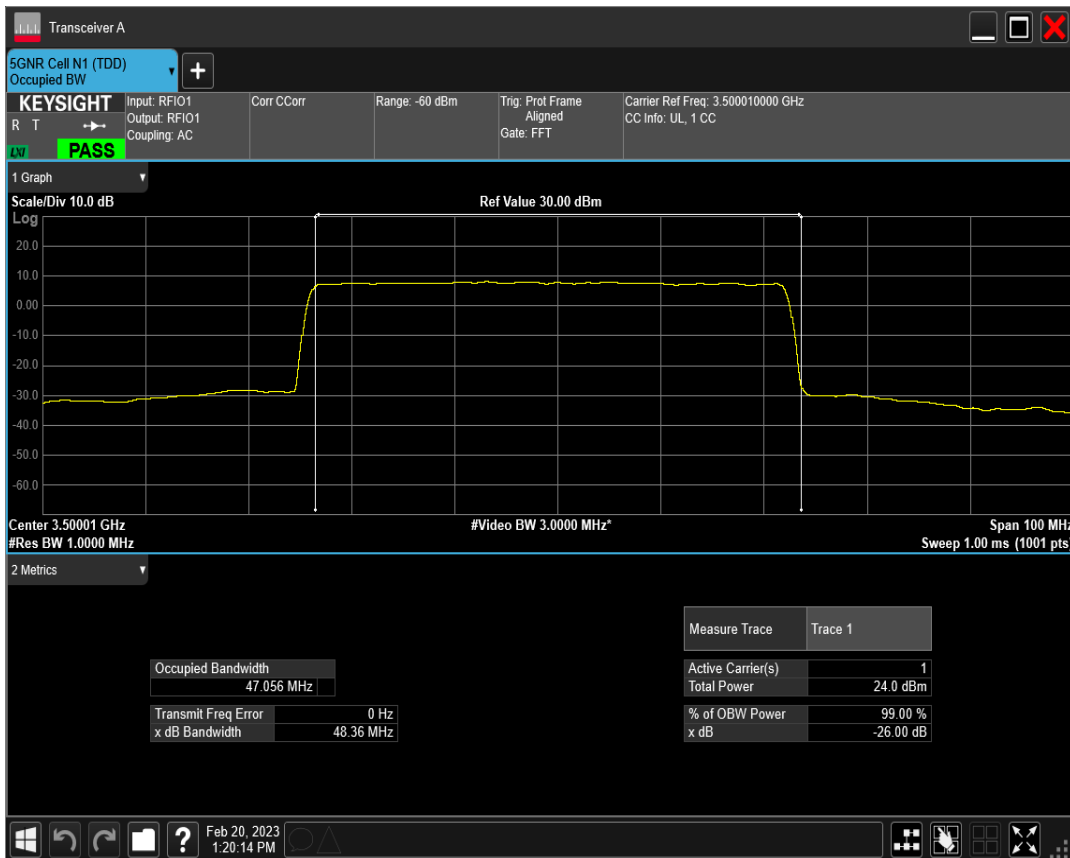 Transceiver A
5GNR Cell N1 (TDD)
Occupied BW
+
KEYSIGHT
R T
LXI
PASS
Input: RFIO1
Output: RFIO1
Coupling: AC
Corr CCorr
Range: -60 dBm
Trig: Prot Frame
Aligned
Gate: FFT
Carrier Ref Freq: 3.500010000 GHz
CC Info: UL, 1 CC
1 Graph
Scale/Div 10.0 dB
Ref Value 30.00 dBm
Log
20.0
10.0
0.00
-10.0
-20.0
-30.0
-40.0
-50.0
-60.0
Center 3.50001 GHz
#Video BW 3.0000 MHz*
Span 100 MHz
#Res BW 1.0000 MHz
Sweep 1.00 ms (1001 pts)
2 Metrics
Measure Trace Trace 1
Occupied Bandwidth
47.056 MHz
Active Carrier(s) 1
Total Power 24.0 dBm
Transmit Freq Error 0 Hz
x dB Bandwidth 48.36 MHz
% of OBW Power 99.00 %
x dB -26.00 dB
?
Feb 20, 2023
1:20:14 PM